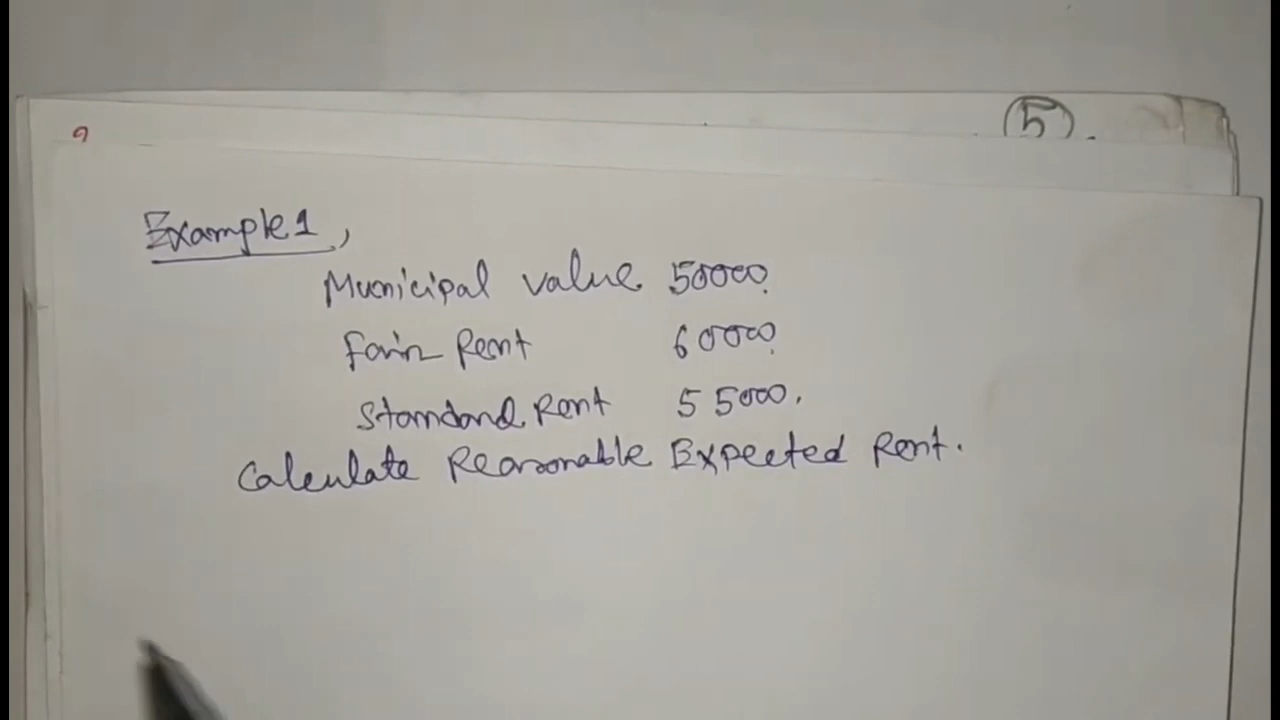 5
Example 1,
Municipal value 50000
Fair Rent 60000
Standard Rent 55000.
Calculate Reasonable Expected Rent.